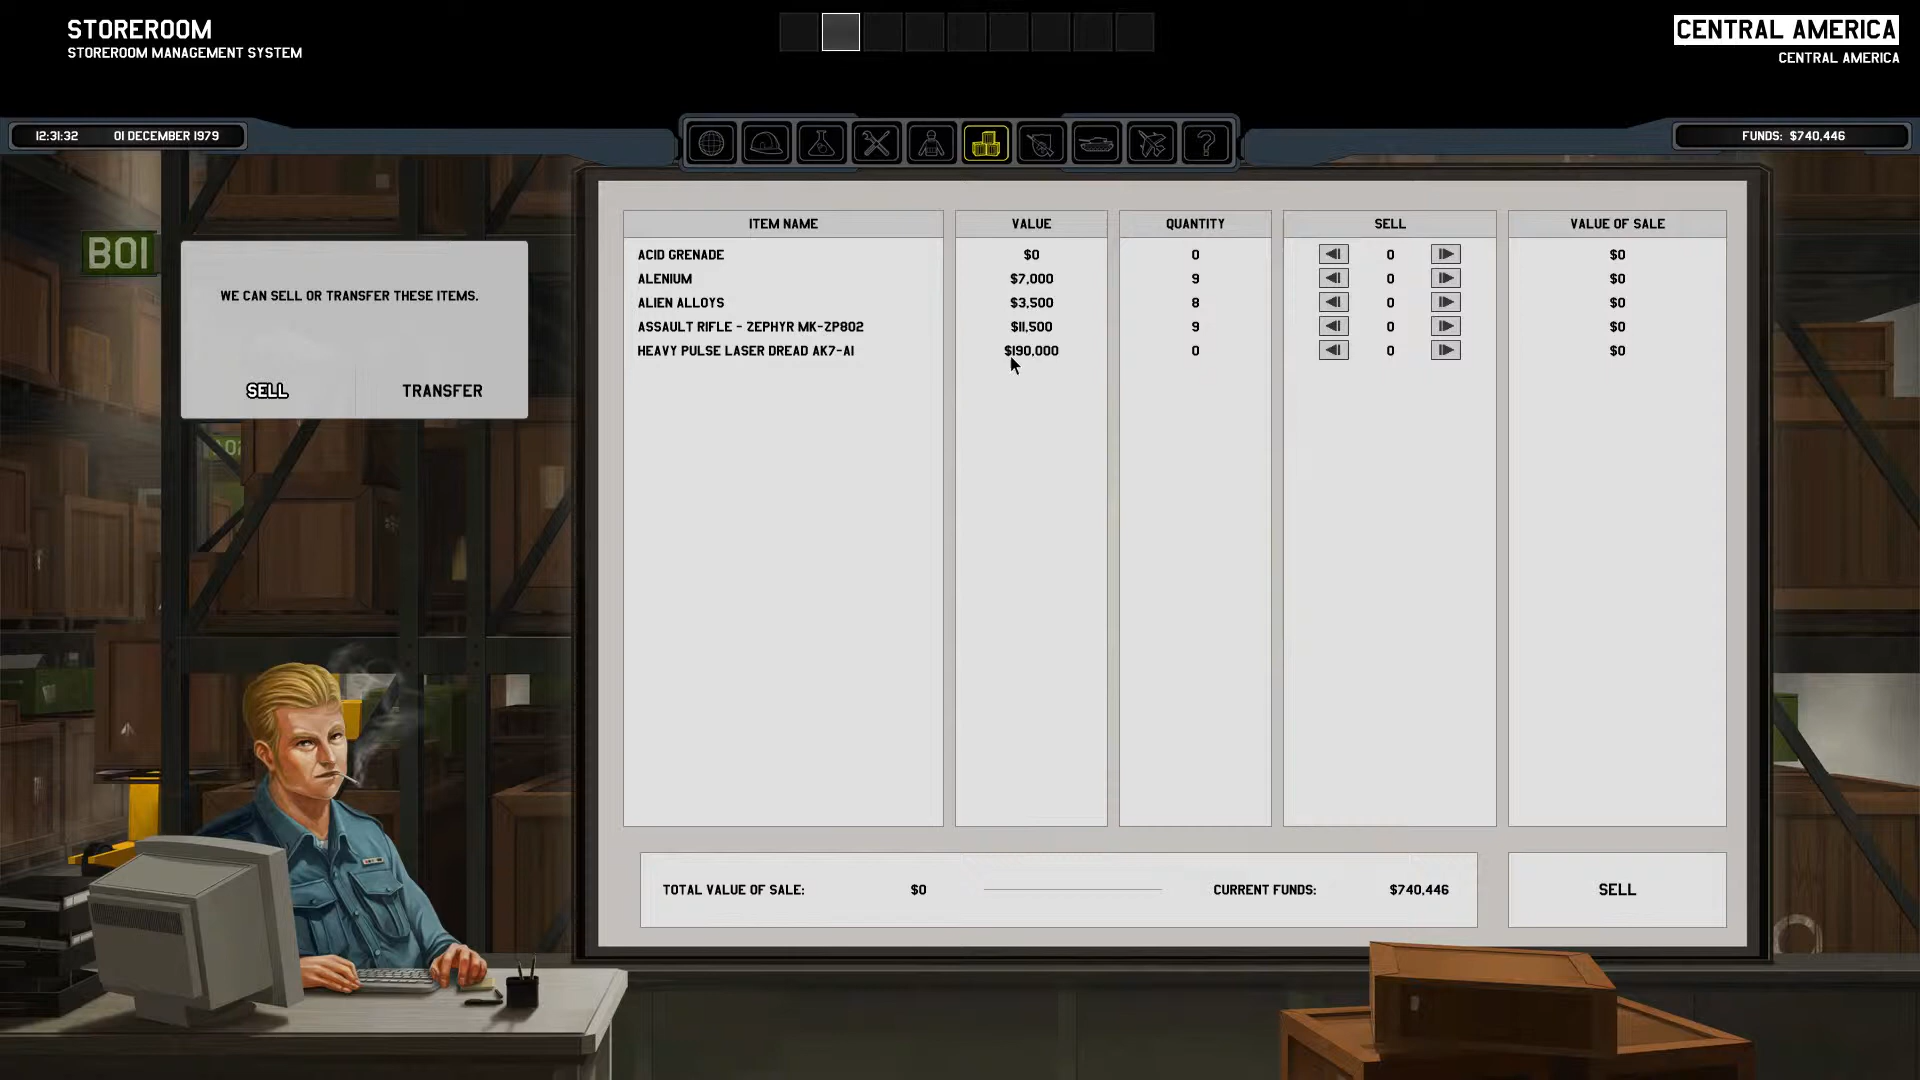 STOREROOM
STOREROOM MANAGEMENT SYSTEM
CENTRAL AMERICA
CENTRAL AMERICA
12:31:32 01 DECEMBER 1979
FUNDS: $740,446
B01
WE CAN SELL OR TRANSFER THESE ITEMS.
SELL TRANSFER
ITEM NAME VALUE QUANTITY SELL VALUE OF SALE
ACID GRENADE $0 0 0 $0
ALENIUM $7,000 9 0 $0
ALIEN ALLOYS $3,500 8 0 $0
ASSAULT RIFLE - ZEPHYR MK-ZP802 $11,500 9 0 $0
HEAVY PULSE LASER DREAD AK7-A1 $190,000 0 0 $0
TOTAL VALUE OF SALE: $0 CURRENT FUNDS: $740,446 SELL